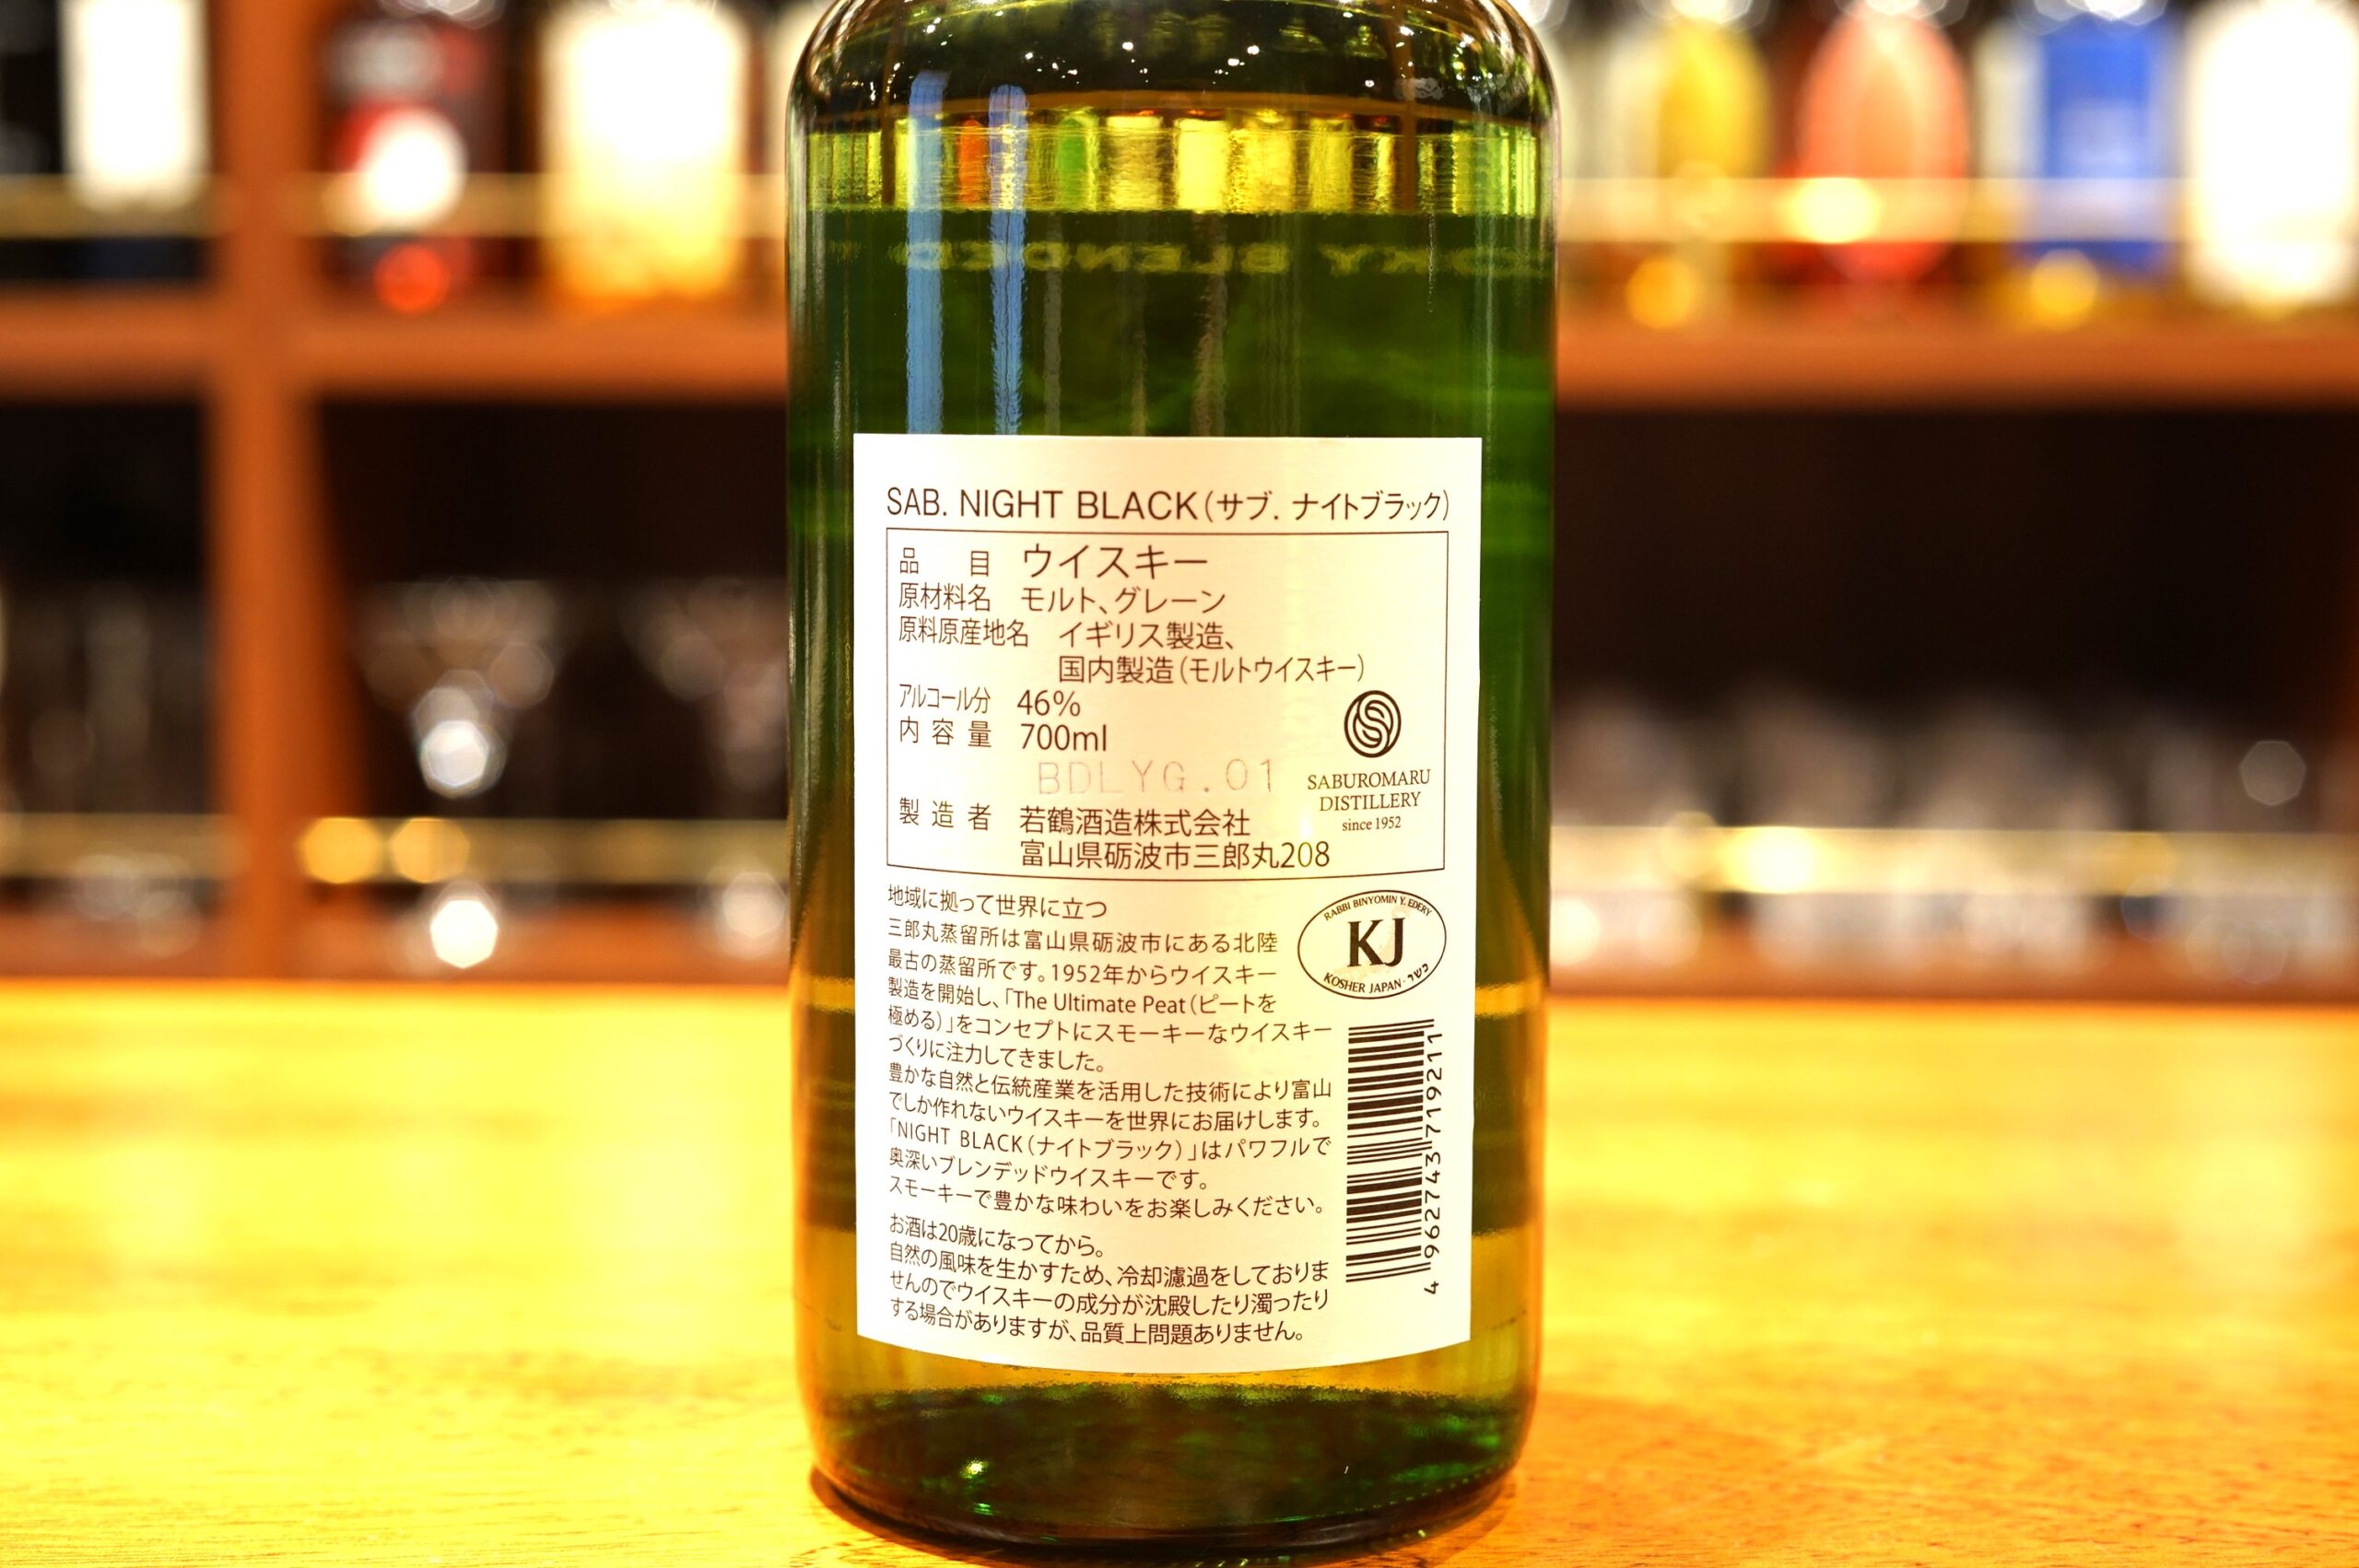 SKY BLENDED
SAB. NIGHT BLACK(サブ. ナイトブラック)
品 目 ウイスキー
原材料名 モルト、グレーン
原料原産地名 イギリス製造、
国内製造(モルトウイスキー)
アルコール分 46%
内容量 700ml
BDLYG.01
製造者 若鶴酒造株式会社
富山県砺波市三郎丸208
SABUROMARU
DISTILLERY
since 1952
地域に拠って世界に立つ
三郎丸蒸留所は富山県砺波市にある北陸
最古の蒸留所です。1952年からウイスキー
製造を開始し、「The Ultimate Peat(ピートを
極める)」をコンセプトにスモーキーなウイスキー
づくりに注力してきました。
豊かな自然と伝統産業を活用した技術により富山
でしか作れないウイスキーを世界にお届けします。
「NIGHT BLACK(ナイトブラック)」はパワフルで
奥深いブレンデッドウイスキーです。
スモーキーで豊かな味わいをお楽しみください。
お酒は20歳になってから。
自然の風味を生かすため、冷却濾過をしておりま
せんのでウイスキーの成分が沈殿したり濁ったり
する場合がありますが、品質上問題ありません。
RABBI BINYOMIN Y. EDERY
KJ
KOSHER JAPAN・כשר
4 962743 719211